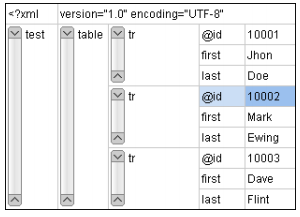 <?xml version="1.0" encoding="UTF-8"
test table tr @id 10001
first Jhon
last Doe
tr @id 10002
first Mark
last Ewing
tr @id 10003
first Dave
last Flint